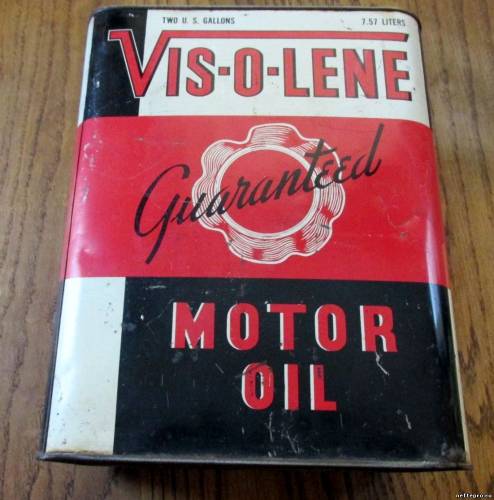 TWO U.S. GALLONS 7.57 LITERS
VIS-O-LENE
Guaranteed
MOTOR
OIL